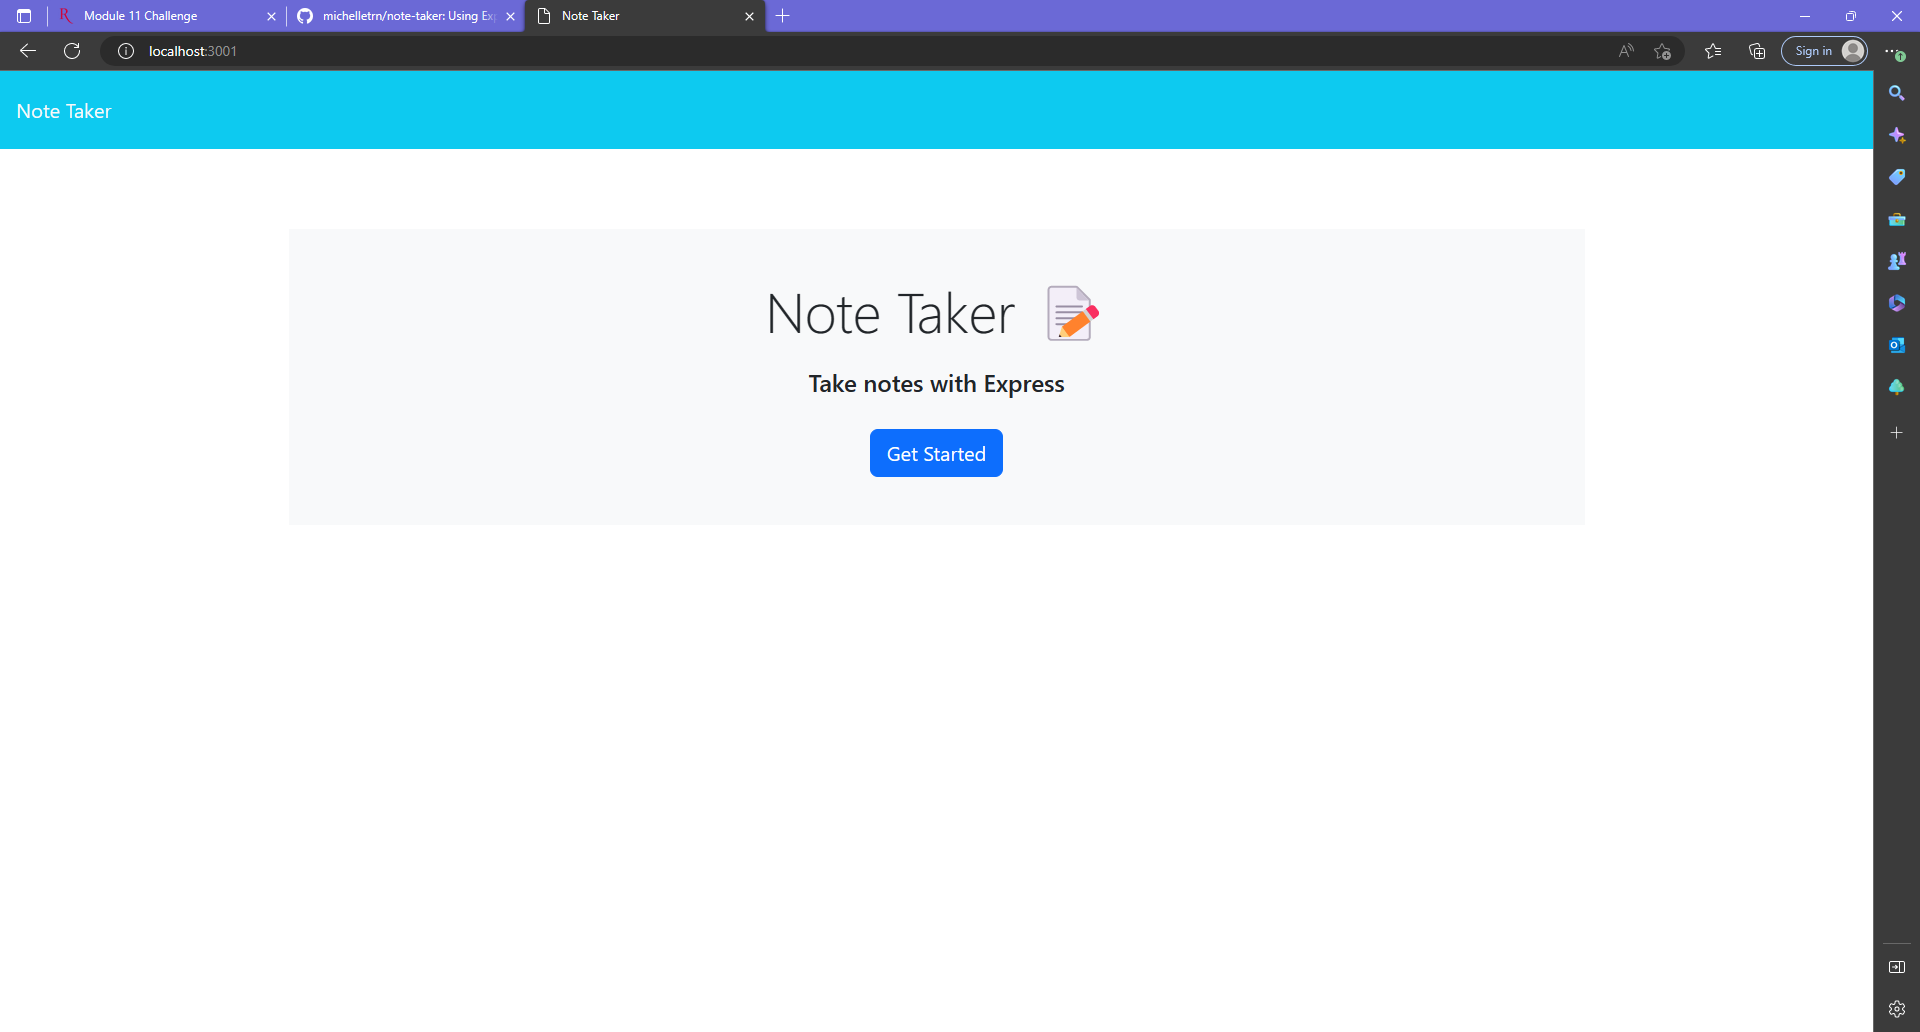 Module 11 Challenge
michelletrn/note-taker: Using Ex
Note Taker
localhost:3001
Sign in
Note Taker
Note Taker
Take notes with Express
Get Started